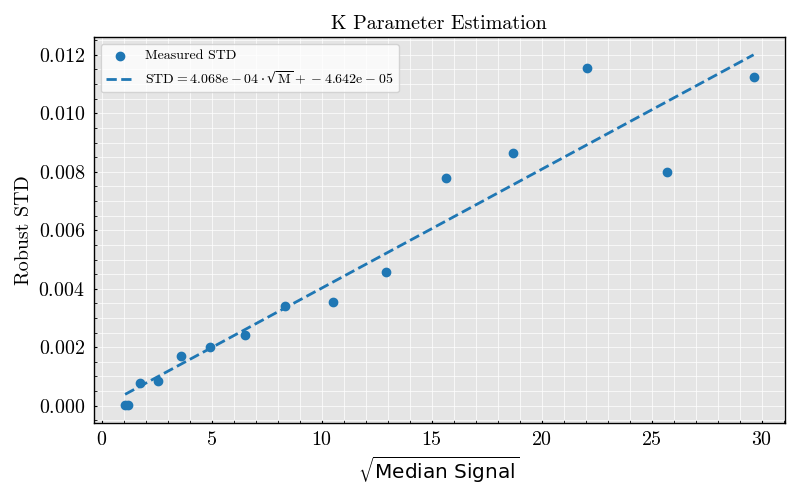 K Parameter Estimation
Measured STD
STD = 4.068e − 04 · √M + −4.642e − 05
Robust STD
0.012
0.010
0.008
0.006
0.004
0.002
0.000
0 5 10 15 20 25 30
√Median Signal